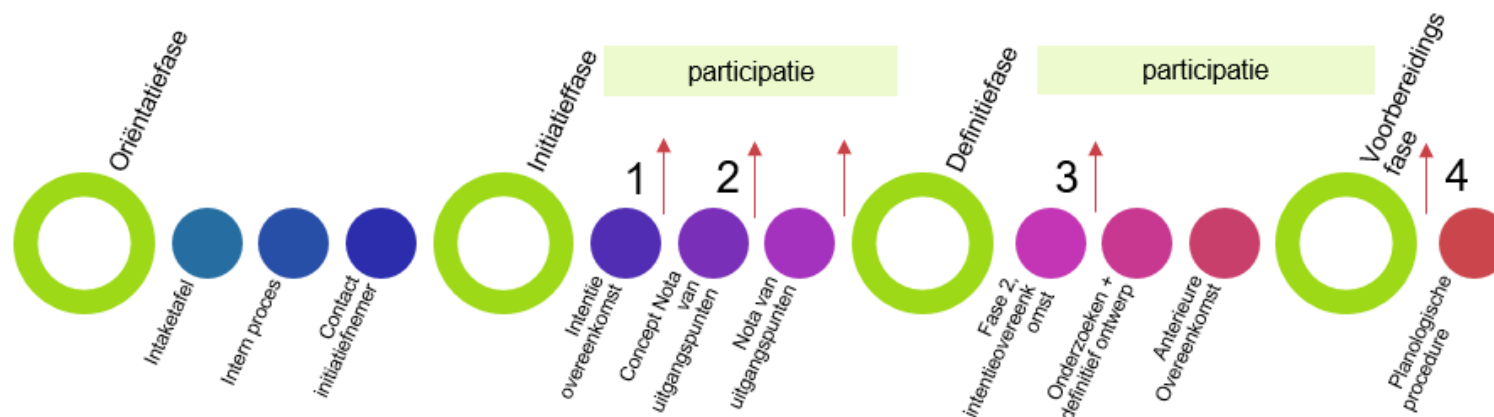 Oriëntatiefase
Intaketafel
Intern proces
Contact
initiatiefnemer
Initiatieffase
participatie
1
2
Intentie
overeenkomst
Concept Nota
van
uitgangspunten
Nota van
uitgangspunten
Definitiefase
participatie
3
Fase 2,
intentieovereenk
omst
Onderzoeken +
definitief ontwerp
Anterieure
Overeenkomst
Voorbereidings
fase
4
Planologische
procedure